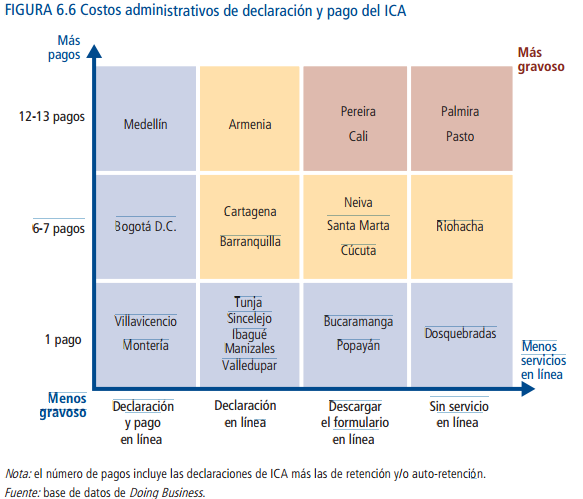 FIGURA 6.6 Costos administrativos de declaración y pago del ICA
Más
pagos
Más
gravoso
12-13 pagos
Medellín
Armenia
Pereira
Cali
Palmira
Pasto
6-7 pagos
Bogotá D.C.
Cartagena
Barranquilla
Neiva
Santa Marta
Cúcuta
Riohacha
1 pago
Villavicencio
Montería
Tunja
Sincelejo
Ibagué
Manizales
Valledupar
Bucaramanga
Popayán
Dosquebradas
Menos
servicios
en línea
Menos
gravoso
Declaración
y pago
en línea
Declaración
en línea
Descargar
el formulario
en línea
Sin servicio
en línea
Nota: el número de pagos incluye las declaraciones de ICA más las de retención y/o auto-retención.
Fuente: base de datos de Doing Business.